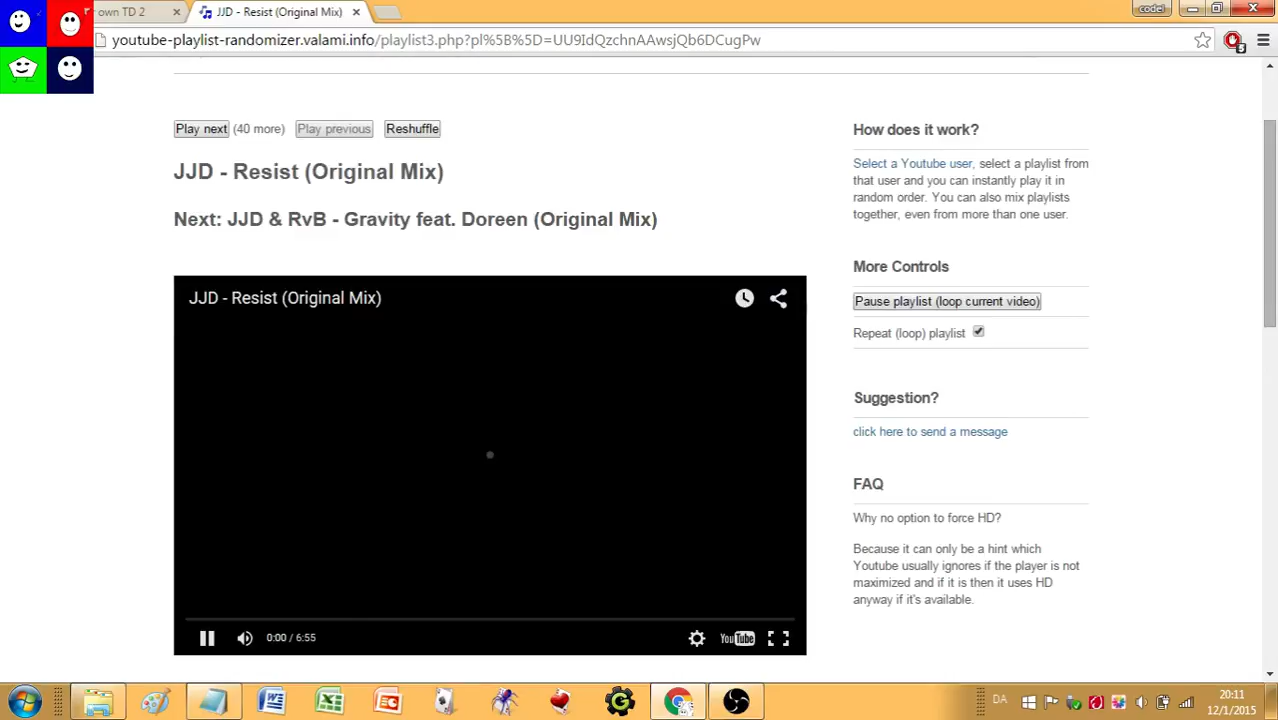 own TD 2
JJD - Resist (Original Mix)
code!
youtube-playlist-randomizer.valami.info/playlist3.php?pl%5B%5D=UU9IdQzchnAAwsjQb6DCugPw
5
Play next (40 more) Play previous Reshuffle
JJD - Resist (Original Mix)
Next: JJD & RvB - Gravity feat. Doreen (Original Mix)
JJD - Resist (Original Mix)
0:00 / 6:55
YouTube
How does it work?
Select a Youtube user, select a playlist from
that user and you can instantly play it in
random order. You can also mix playlists
together, even from more than one user.
More Controls
Pause playlist (loop current video)
Repeat (loop) playlist
Suggestion?
click here to send a message
FAQ
Why no option to force HD?
Because it can only be a hint which
Youtube usually ignores if the player is not
maximized and if it is then it uses HD
anyway if it's available.
DA
20:11
12/1/2015